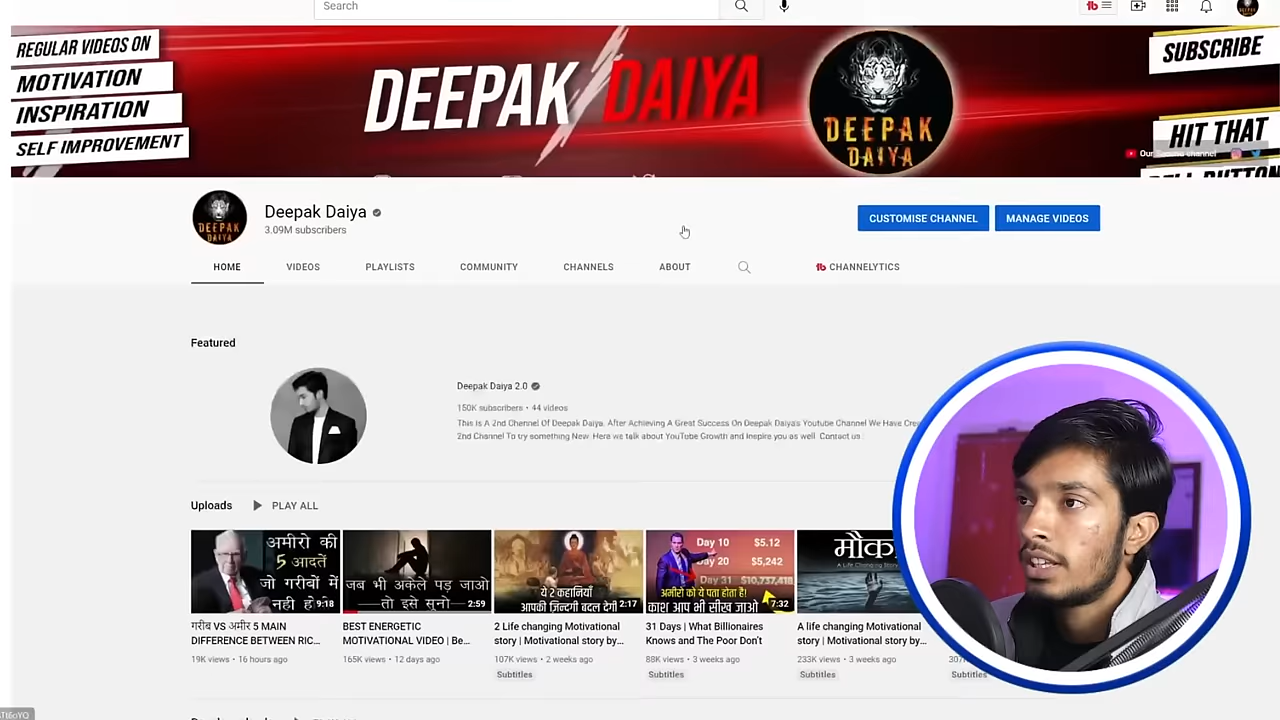 Search
REGULAR VIDEOS ON
MOTIVATION
INSPIRATION
SELF IMPROVEMENT
DEEPAK DAIYA
DEEPAK
DAIYA
SUBSCRIBE
HIT THAT
BELL BUTTON
DEEPAK
DAIYA
Deepak Daiya
3.09M subscribers
CUSTOMISE CHANNEL
MANAGE VIDEOS
HOME
VIDEOS
PLAYLISTS
COMMUNITY
CHANNELS
ABOUT
CHANNELYTICS
Featured
Deepak Daiya 2.0
150K subscribers • 44 videos
This Is A 2nd Channel Of Deepak Daiya. After Achieving A Great Success On Deepak Daiya's Youtube Channel We Have
2nd Channel To try something New Here we talk about YouTube Growth and Inspire you as well Contact us
Uploads
PLAY ALL
अमीरो की
5 आदतें
जो गरीबों में
नही
9:18
जब भी अकेले पड़ जाओ
तो इसे सुनो
2:59
ये 2 कहानियाँ
आपकी ज़िन्दगी बदल देगी
2:17
Day 10 $5.12
Day 20 $5,242
Day 31 $10,737,418
अमीरों को ये पता होता है!
काश आप भी सीख जाओ
7:32
A Life Changing
गरीब VS अमीर 5 MAIN
DIFFERENCE BETWEEN RIC...
19K views • 16 hours ago
BEST ENERGETIC
MOTIVATIONAL VIDEO | Be...
165K views • 12 days ago
2 Life changing Motivational
story | Motivational story by...
107K views • 2 weeks ago
Subtitles
31 Days | What Billionaires
Knows and The Poor Don't
88K views • 3 weeks ago
Subtitles
A life changing Motivational
story | Motivational story by...
233K views • 3 weeks ago
Subtitles
Subtitles